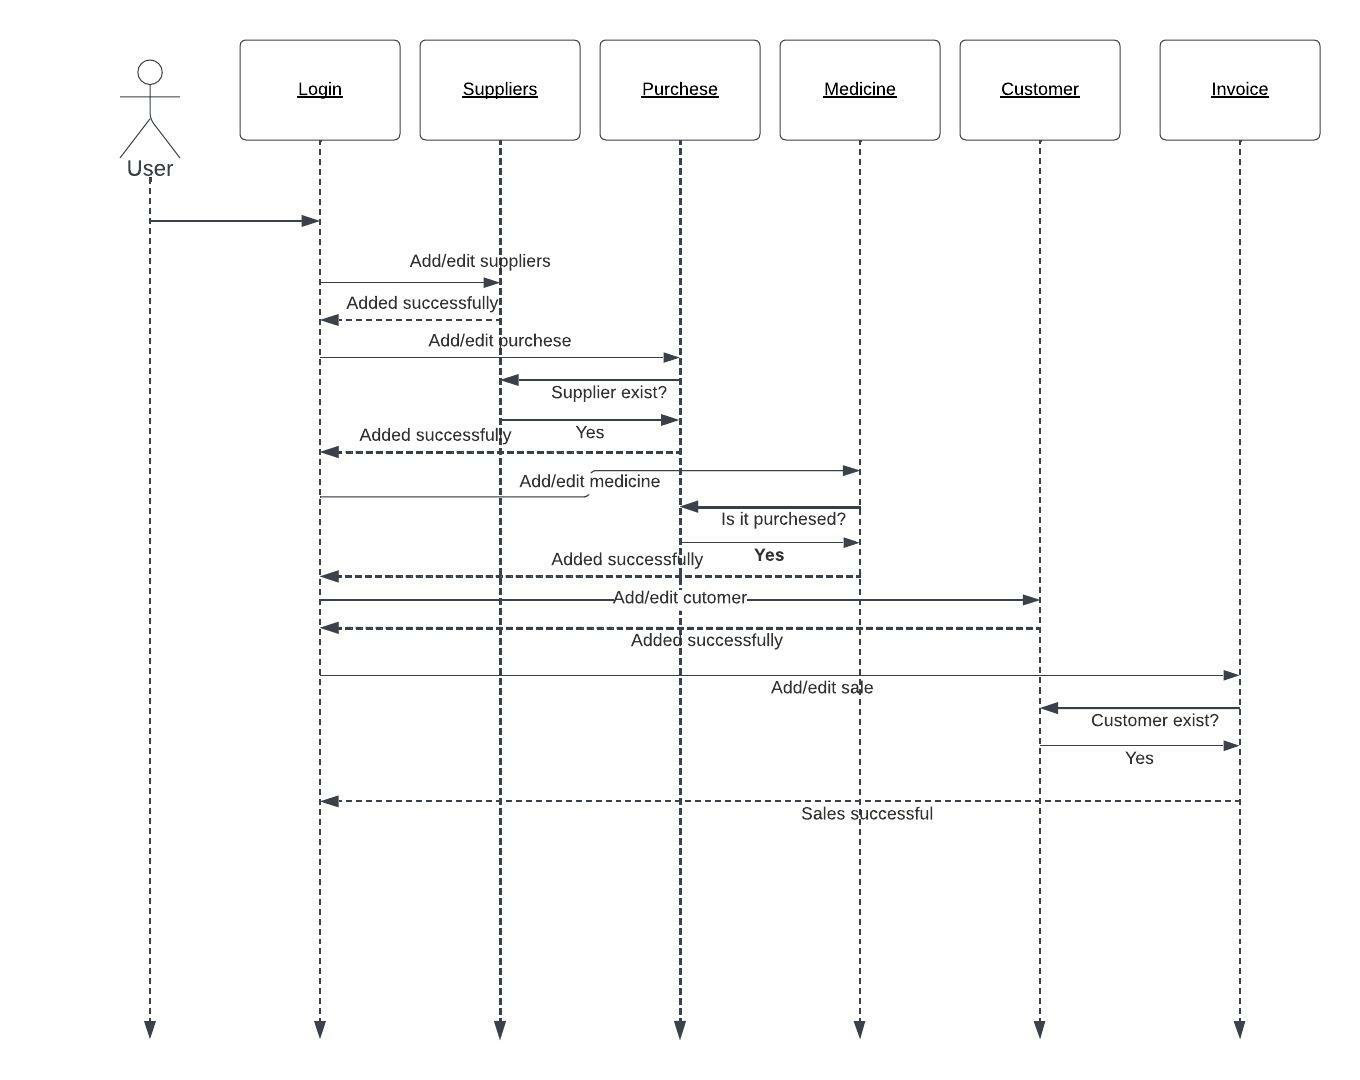 Login
Suppliers
Purchese
Medicine
Customer
Invoice
User
Add/edit suppliers
Added successfully
Add/edit purchese
Supplier exist?
Yes
Added successfully
Add/edit medicine
Is it purchesed?
Yes
Added successfully
Add/edit cutomer
Added successfully
Add/edit sale
Customer exist?
Yes
Sales successful